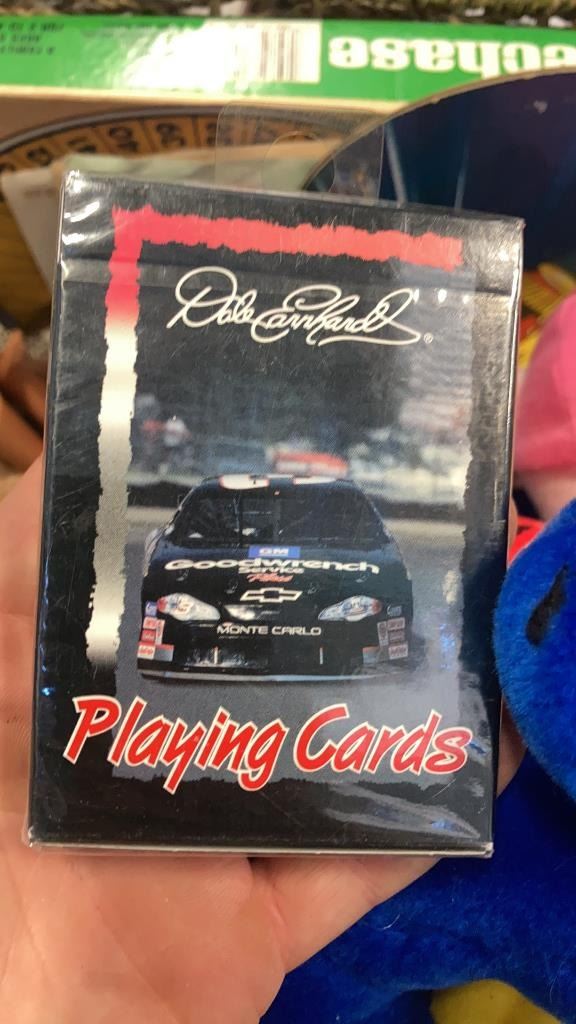 echase
Dale Earnhardt®
GM
Goodwrench
Service
Plus
MONTE CARLO
Playing Cards